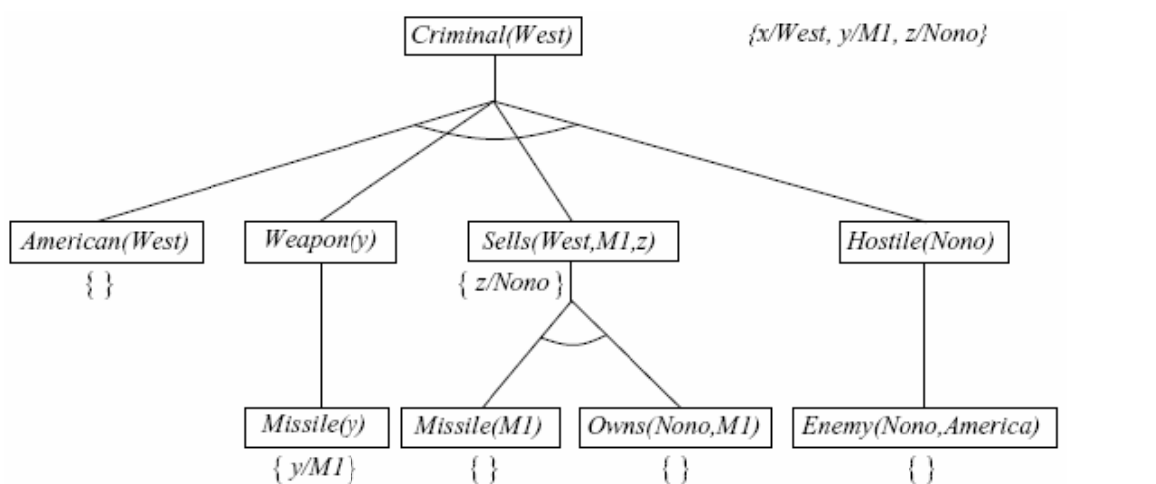 Criminal(West)
{x/West, y/M1, z/Nono}
American(West)
Weapon(y)
Sells(West,M1,z)
Hostile(Nono)
{ }
{ z/Nono }
Missile(y)
Missile(M1)
Owns(Nono,M1)
Enemy(Nono,America)
{ y/M1}
{ }
{ }
{ }